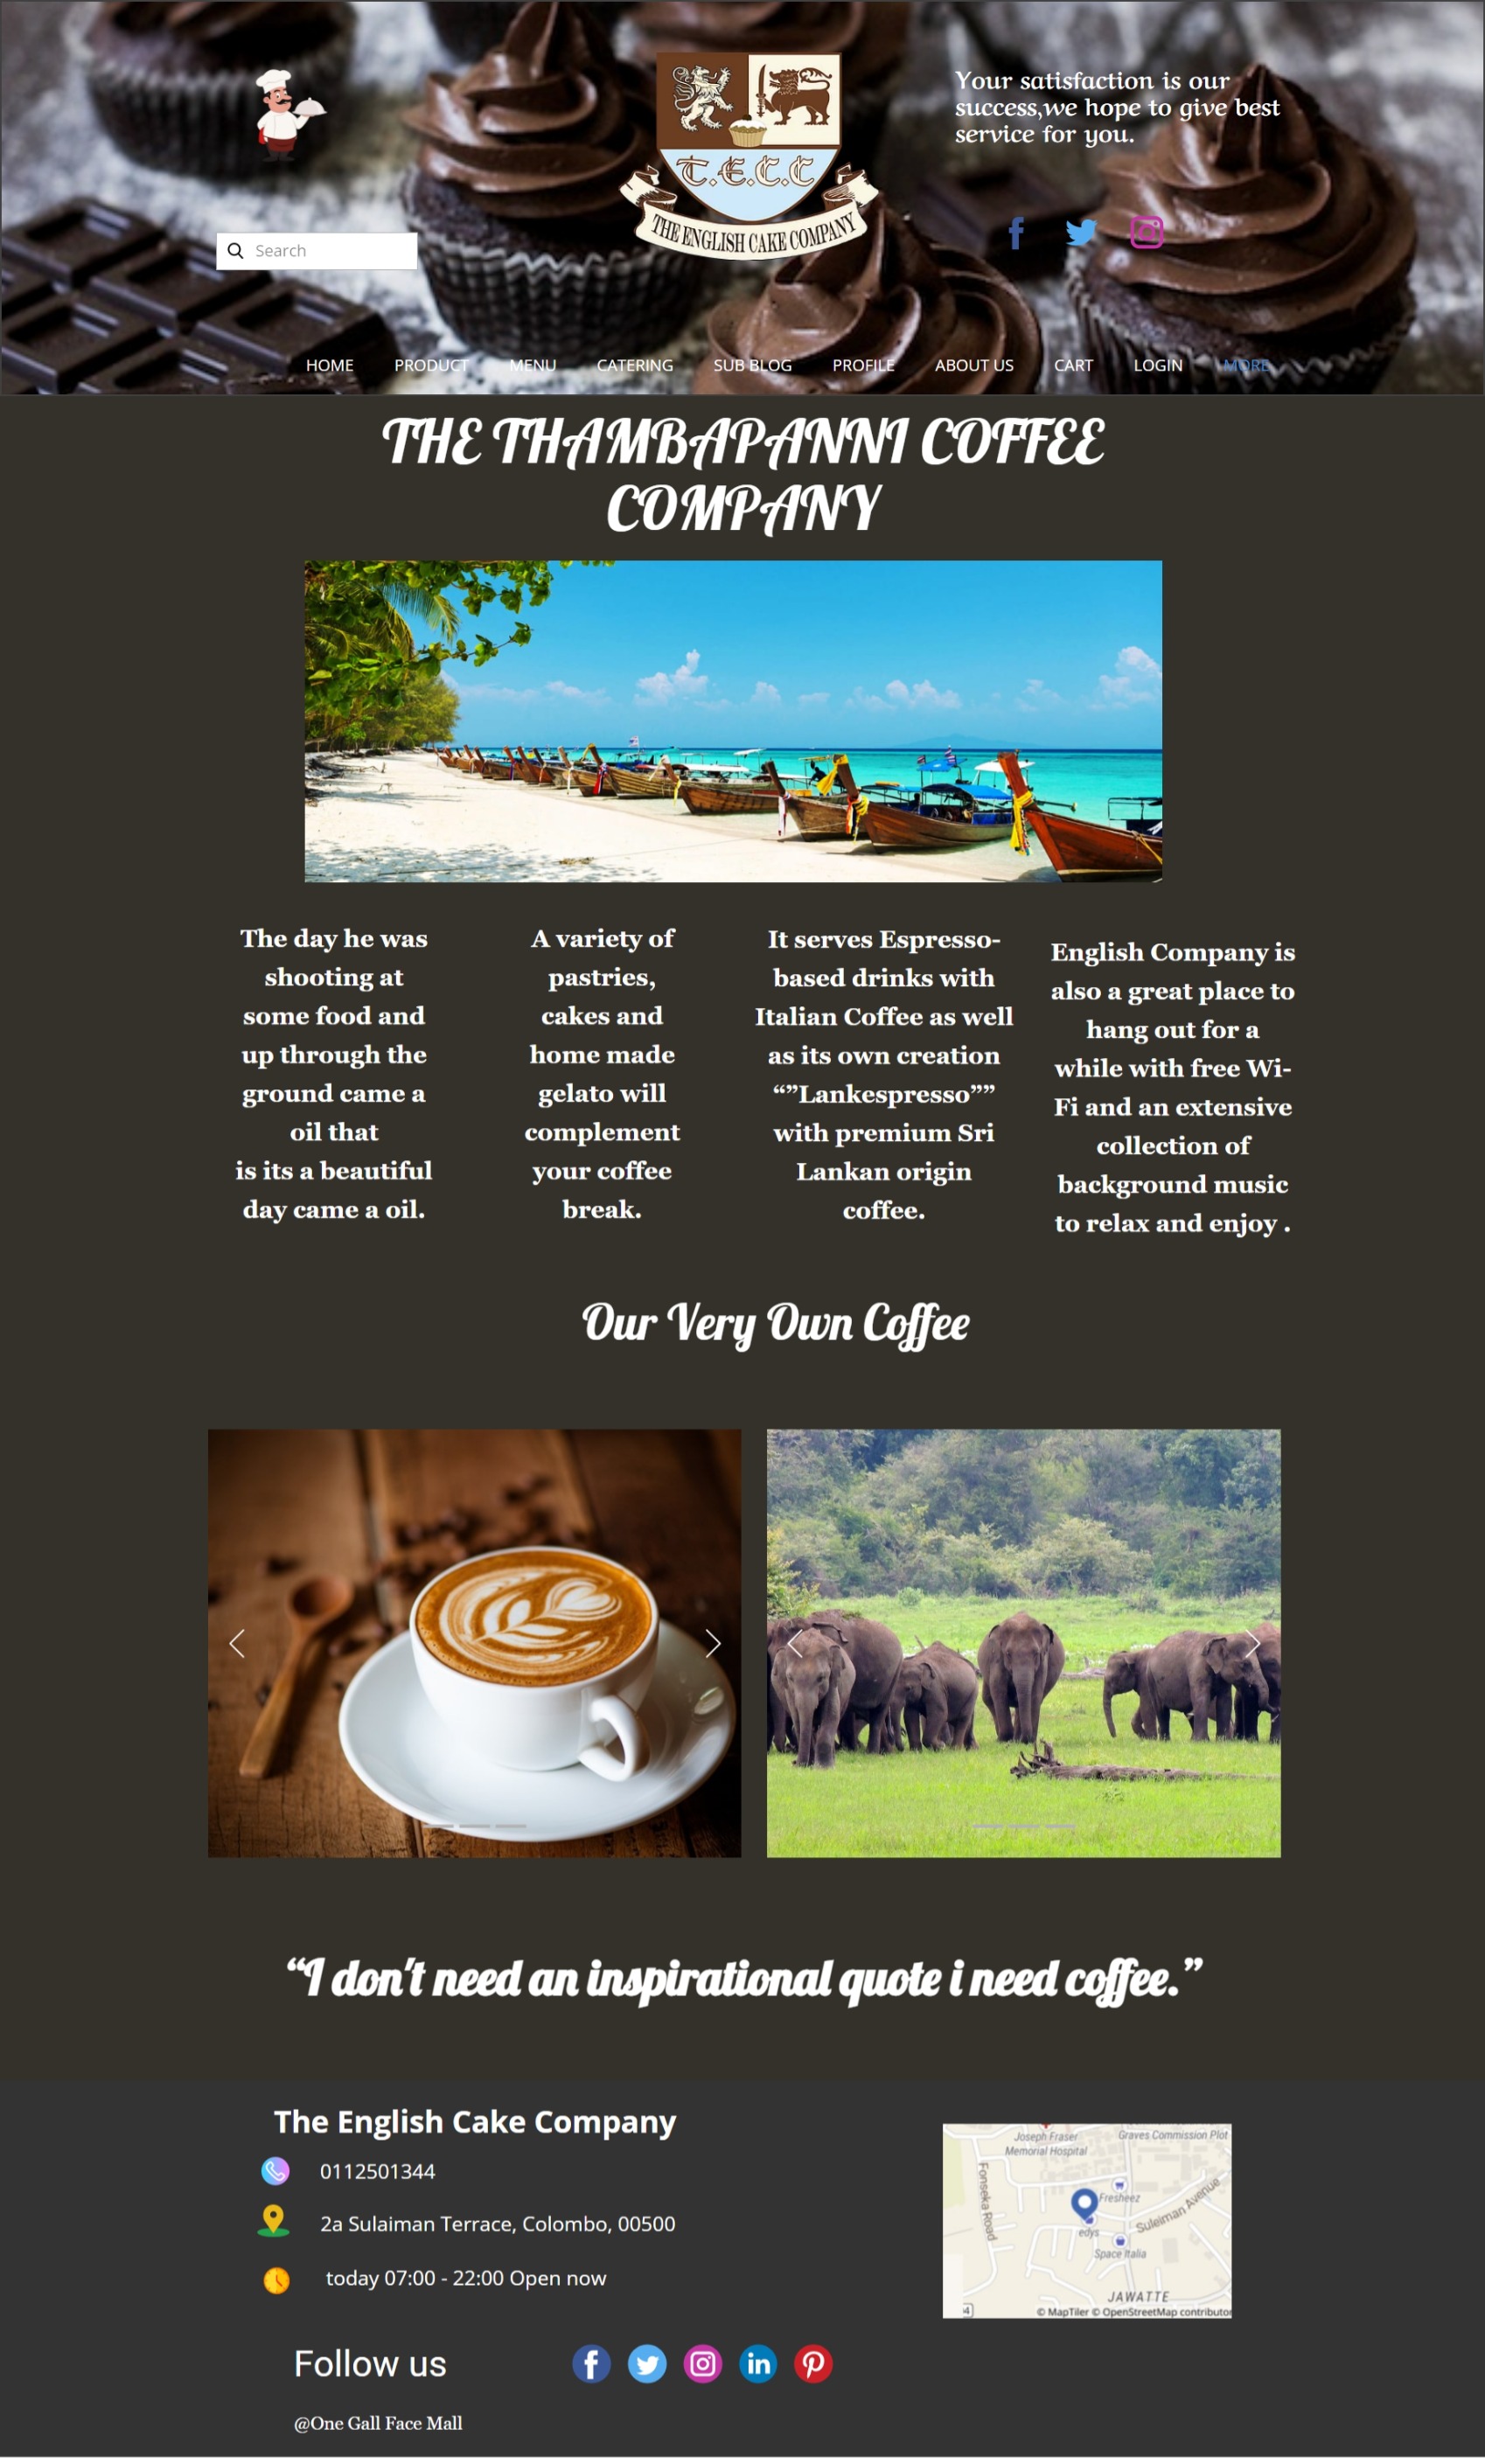 T.E.C.C
THE ENGLISH CAKE COMPANY
Your satisfaction is our
success,we hope to give best
service for you.
Search
HOME PRODUCT MENU CATERING SUB BLOG PROFILE ABOUT US CART LOGIN MORE
THE THAMBAPANNI COFFEE
COMPANY
The day he was
shooting at
some food and
up through the
ground came a
oil that
is its a beautiful
day came a oil.
A variety of
pastries,
cakes and
home made
gelato will
complement
your coffee
break.
It serves Espresso-
based drinks with
Italian Coffee as well
as its own creation
“”Lankespresso””
with premium Sri
Lankan origin
coffee.
English Company is
also a great place to
hang out for a
while with free Wi-
Fi and an extensive
collection of
background music
to relax and enjoy .
Our Very Own Coffee
“I don't need an inspirational quote i need coffee.”
The English Cake Company
0112501344
2a Sulaiman Terrace, Colombo, 00500
today 07:00 - 22:00 Open now
Joseph Fraser
Memorial Hospital
Graves Commission Plot
Fonseka Road
Fresheez
Suleiman Avenue
edys
Space Italia
JAWATTE
© MapTiler © OpenStreetMap contributor
Follow us
@One Gall Face Mall